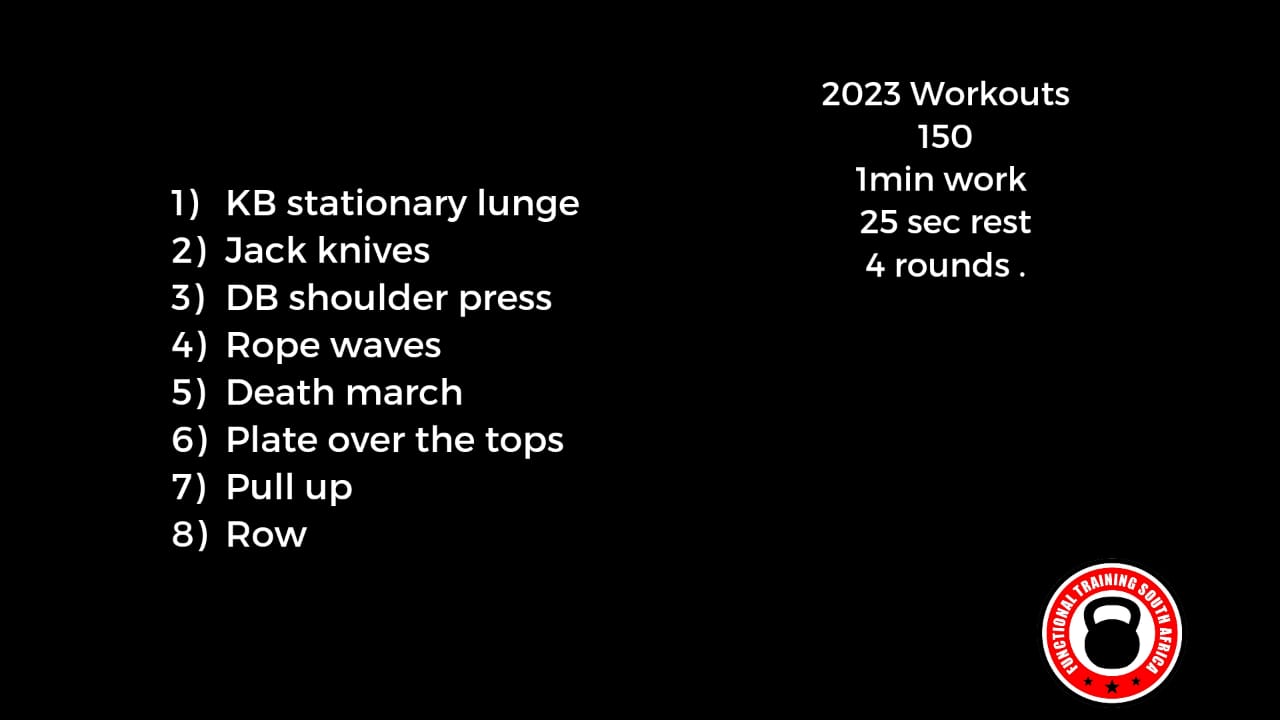 2023 Workouts
150
1min work
25 sec rest
4 rounds .
1) KB stationary lunge
2) Jack knives
3) DB shoulder press
4) Rope waves
5) Death march
6) Plate over the tops
7) Pull up
8) Row
FUNCTIONAL TRAINING SOUTH AFRICA